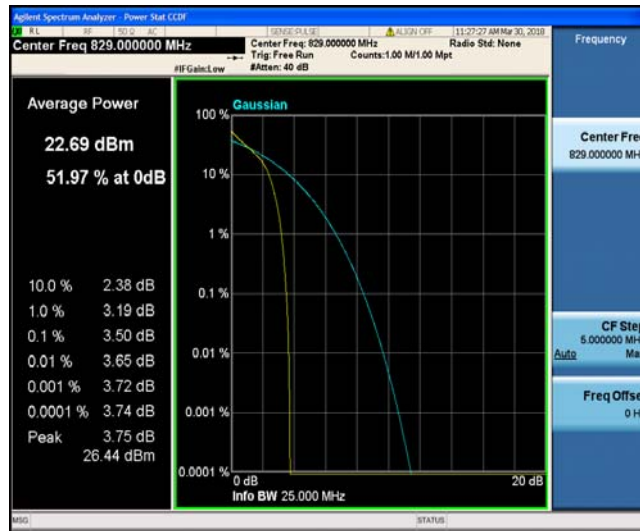 Agilent Spectrum Analyzer - Power Stat CCDF
RL RF 50 Ω AC SENSE:PULSE ALIGN OFF 11:27:27 AM Mar 30, 2018
Center Freq 829.000000 MHz
Center Freq: 829.000000 MHz Radio Std: None
Trig: Free Run Counts:1.00 M/1.00 Mpt
#IFGain:Low #Atten: 40 dB
Frequency
Average Power
22.69 dBm
51.97 % at 0dB
10.0 % 2.38 dB
1.0 % 3.19 dB
0.1 % 3.50 dB
0.01 % 3.65 dB
0.001 % 3.72 dB
0.0001 % 3.74 dB
Peak 3.75 dB
26.44 dBm
Gaussian
100 %
10 %
1 %
0.1 %
0.01 %
0.001 %
0.0001 %
0 dB 20 dB
Info BW 25.000 MHz
Center Fre
829.000000 MH
CF Step
5.000000 MH
Auto Ma
Freq Offse
0 H
MSG STATUS